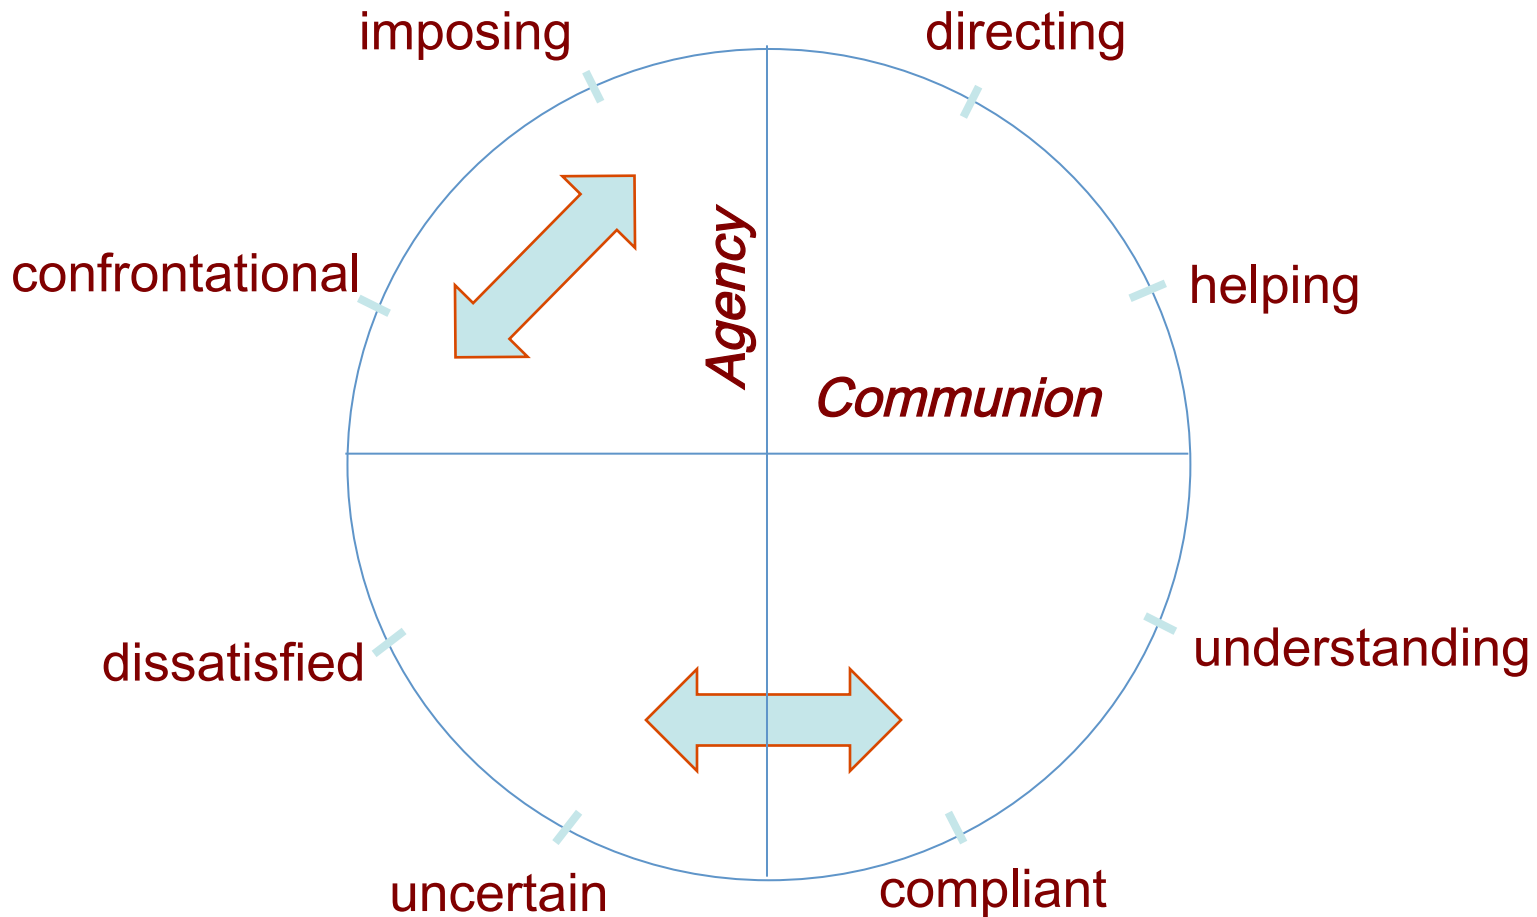 imposing
directing
confrontational
helping
Agency
Communion
dissatisfied
understanding
uncertain
compliant